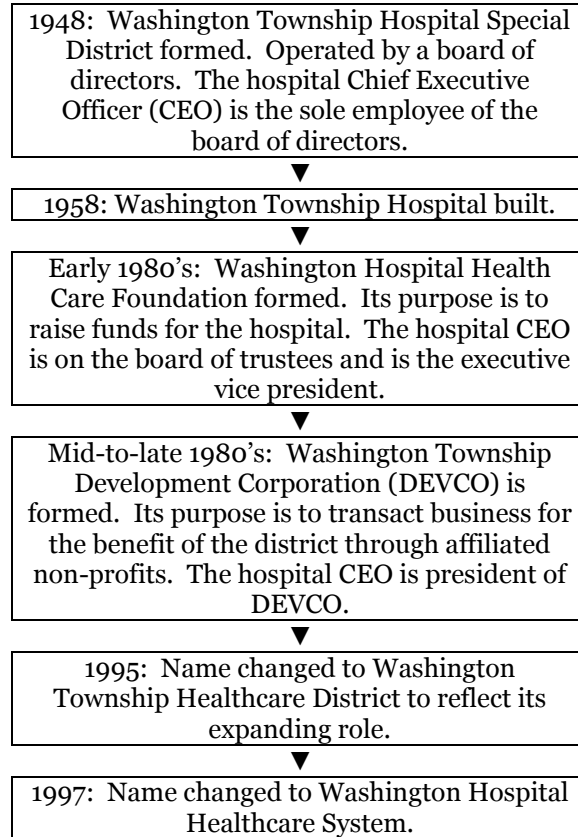 1948:  Washington Township Hospital Special
District formed.  Operated by a board of
directors.  The hospital Chief Executive
Officer (CEO) is the sole employee of the
board of directors.
1958: Washington Township Hospital built.
Early 1980’s:  Washington Hospital Health
Care Foundation formed.  Its purpose is to
raise funds for the hospital.  The hospital CEO
is on the board of trustees and is the executive
vice president.
Mid-to-late 1980’s:  Washington Township
Development Corporation (DEVCO) is
formed.  Its purpose is to transact business for
the benefit of the district through affiliated
non-profits.  The hospital CEO is president of
DEVCO.
1995:  Name changed to Washington
Township Healthcare District to reflect its
expanding role.
1997:  Name changed to Washington Hospital
Healthcare System.